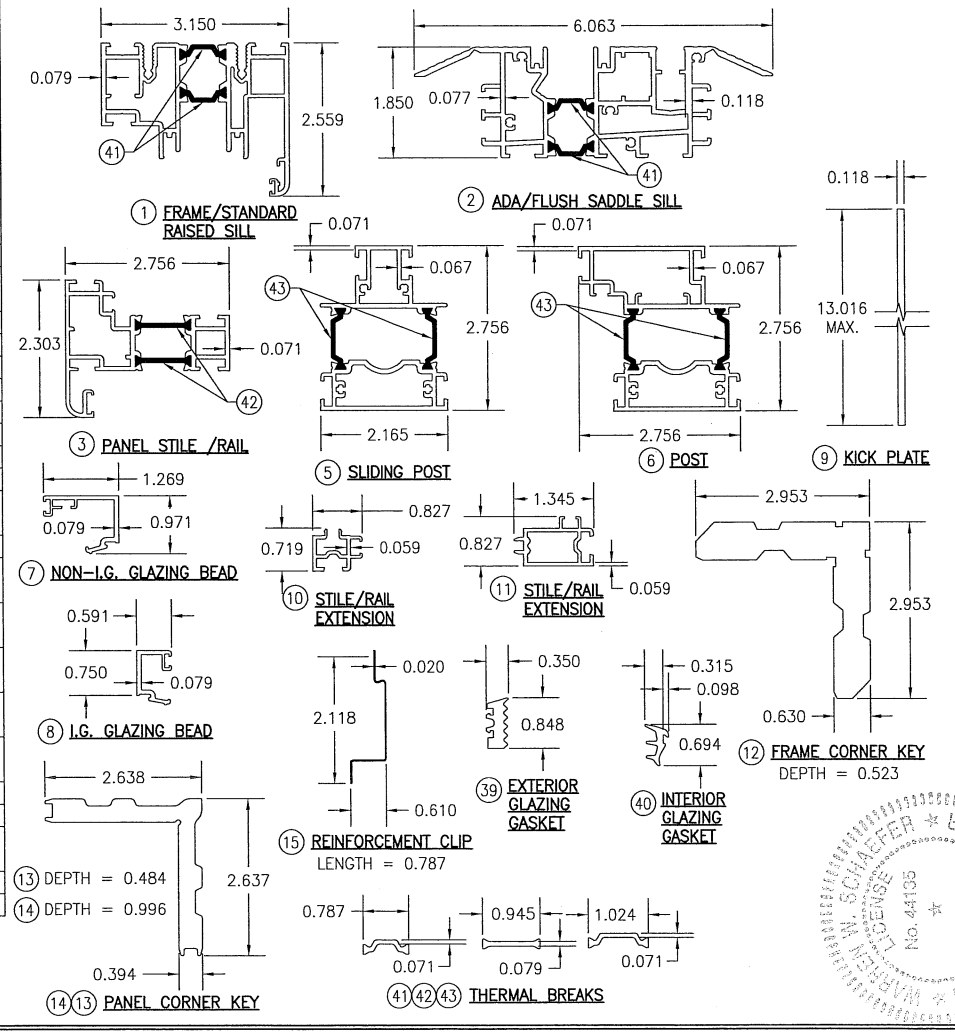 3.150
0.079
2.559
41
1 FRAME/STANDARD
RAISED SILL
6.063
1.850
0.077
0.118
41
2 ADA/FLUSH SADDLE SILL
2.756
2.303
0.071
42
3 PANEL STILE /RAIL
0.071
0.067
43
2.756
2.165
5 SLIDING POST
0.071
0.067
43
2.756
2.756
6 POST
0.118
13.016
MAX.
9 KICK PLATE
1.269
0.079
0.971
7 NON-I.G. GLAZING BEAD
0.827
0.719
0.059
10 STILE/RAIL
EXTENSION
1.345
0.827
0.059
11 STILE/RAIL
EXTENSION
2.953
2.953
0.630
12 FRAME CORNER KEY
DEPTH = 0.523
0.591
0.750
0.079
8 I.G. GLAZING BEAD
0.020
2.118
0.610
15 REINFORCEMENT CLIP
LENGTH = 0.787
0.350
0.848
39 EXTERIOR
GLAZING
GASKET
0.315
0.098
0.694
40 INTERIOR
GLAZING
GASKET
2.638
2.637
13 DEPTH = 0.484
14 DEPTH = 0.996
0.394
14 13 PANEL CORNER KEY
0.787
0.071
0.945
0.079
1.024
0.071
41 42 43 THERMAL BREAKS
WARREN W. SCHAEFER
LICENSE
No. 44135